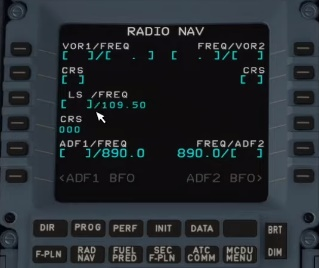 RADIO NAV
VOR1/FREQ FREQ/VOR2
[ ]/[ . ] [ . ]/[ ]
CRS CRS
[ ] [ ]
LS /FREQ
[ ]/109.50
CRS
000
ADF1/FREQ FREQ/ADF2
[ ]/890.0 890.0/[ ]
<ADF1 BFO ADF2 BFO>
DIR PROG PERF INIT DATA BRT
F-PLN RAD NAV FUEL PRED SEC F-PLN ATC COMM MCDU MENU DIM